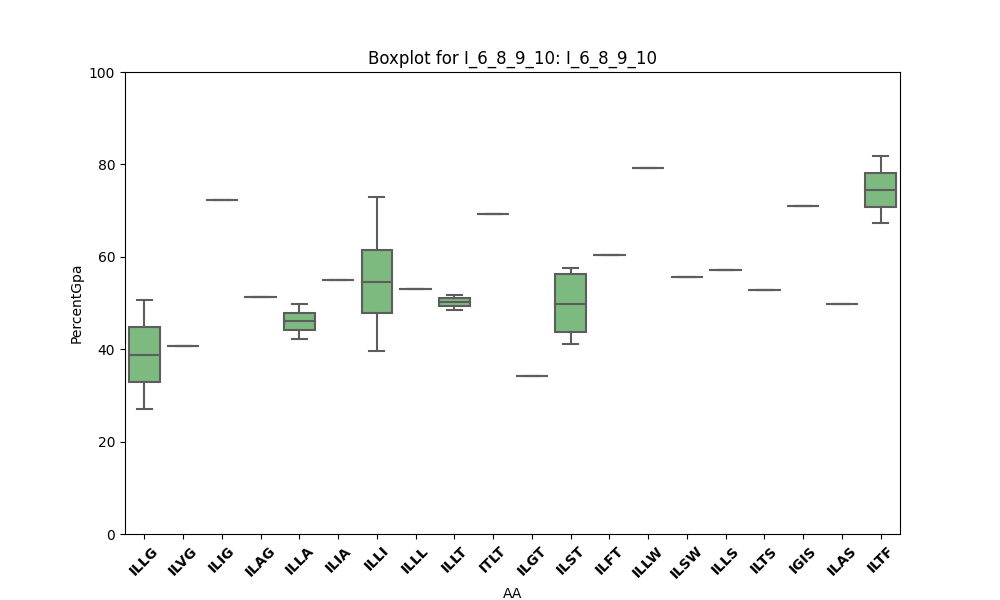 Boxplot for I_6_8_9_10: I_6_8_9_10
PercentGpa
100
80
60
40
20
0
ILLG ILVG ILIG ILAG ILLA ILIA ILLI ILLL ILLT ITLT ILGT ILST ILFT ILLW ILSW ILLS ILTS IGIS ILAS ILTF
AA